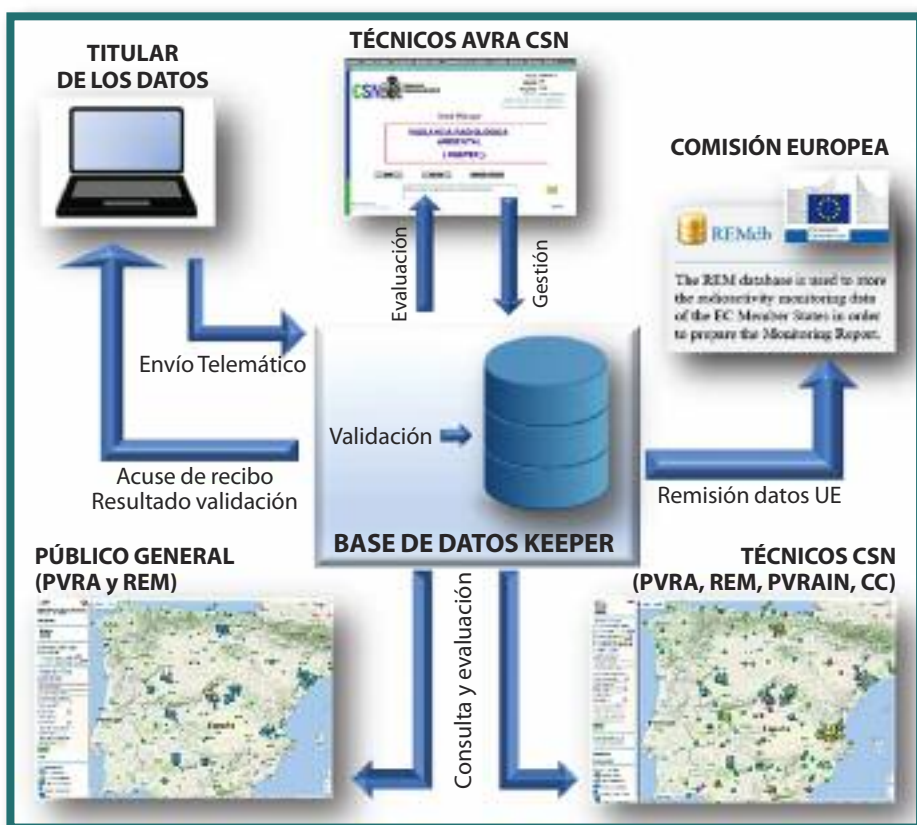 TITULAR
DE LOS DATOS
TÉCNICOS AVRA CSN
CSN
VIGILANCIA RADIOLOGICA
AMBIENTAL
( KEEPER )
COMISIÓN EUROPEA
REMdb
The REM database is used to store
the radioactivity monitoring data
of the EC Member States in order
to prepare the Monitoring Report.
Evaluación
Gestión
Envío Telemático
Validación
Acuse de recibo
Resultado validación
Remisión datos UE
BASE DE DATOS KEEPER
PÚBLICO GENERAL
(PVRA y REM)
TÉCNICOS CSN
(PVRA, REM, PVRAIN, CC)
Consulta y evaluación
España
España